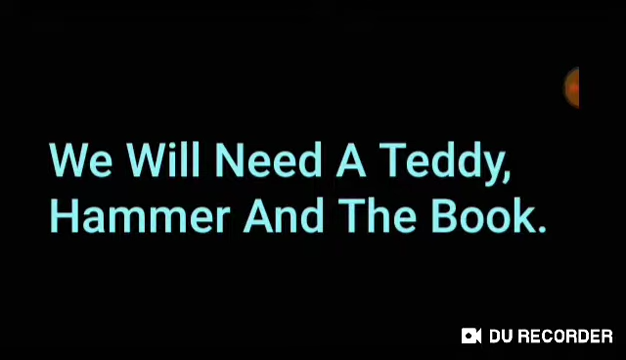 We Will Need A Teddy,
Hammer And The Book.
DU RECORDER